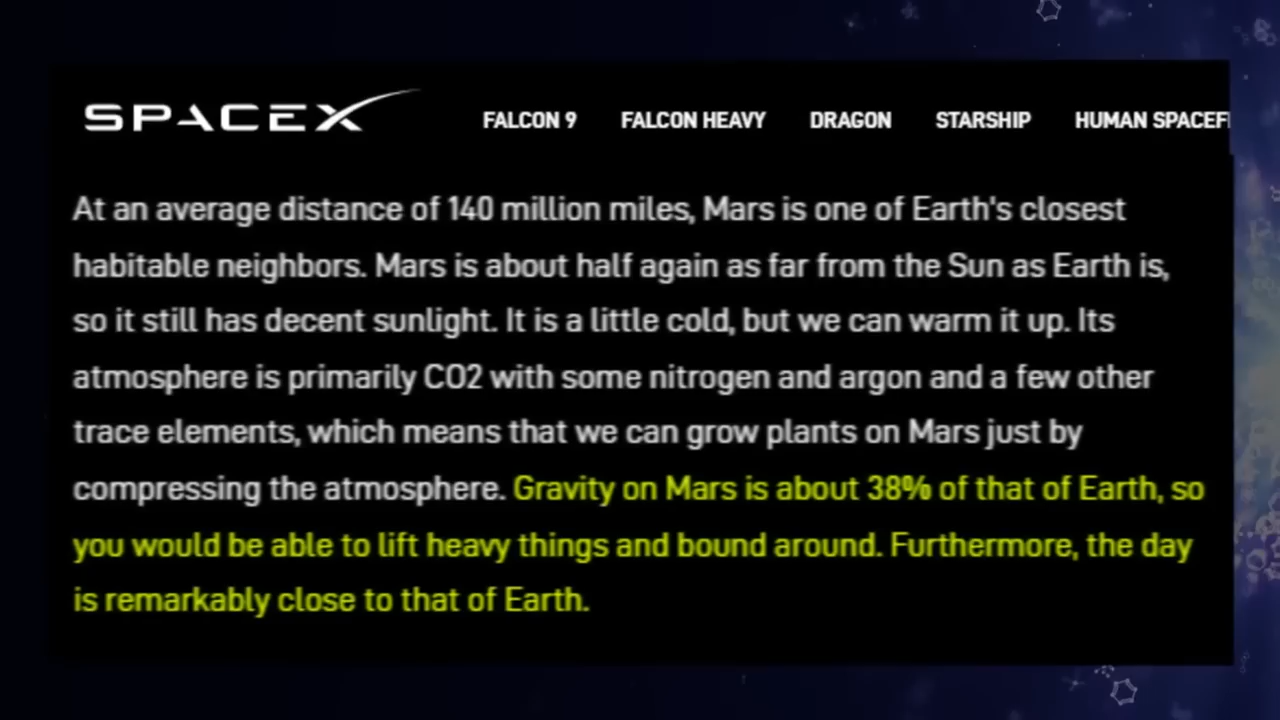 SPACEX FALCON 9 FALCON HEAVY DRAGON STARSHIP HUMAN SPACEF
At an average distance of 140 million miles, Mars is one of Earth's closest
habitable neighbors. Mars is about half again as far from the Sun as Earth is,
so it still has decent sunlight. It is a little cold, but we can warm it up. Its
atmosphere is primarily CO2 with some nitrogen and argon and a few other
trace elements, which means that we can grow plants on Mars just by
compressing the atmosphere. Gravity on Mars is about 38% of that of Earth, so
you would be able to lift heavy things and bound around. Furthermore, the day
is remarkably close to that of Earth.